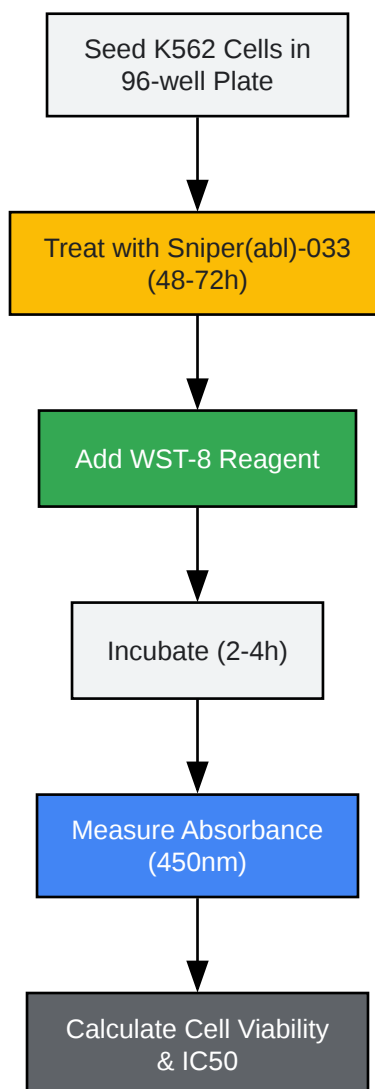 Seed K562 Cells in
96-well Plate
Treat with Sniper(abl)-033
(48-72h)
Add WST-8 Reagent
Incubate (2-4h)
Measure Absorbance
(450nm)
Calculate Cell Viability
& IC50